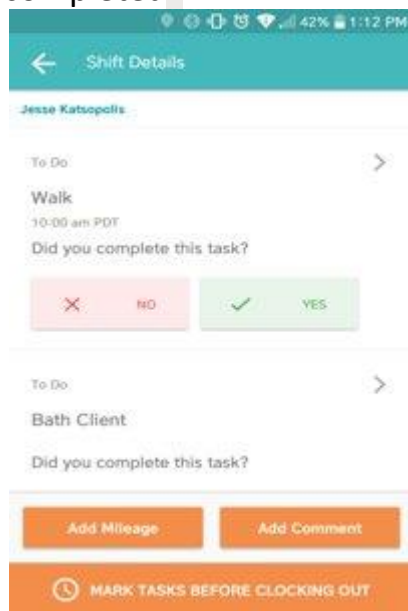 42% 1:12 PM
Shift Details
Jesse Katsopolis
To Do
Walk
10:00 am PDT
Did you complete this task?
NO YES
To Do
Bath Client
Did you complete this task?
Add Mileage Add Comment
MARK TASKS BEFORE CLOCKING OUT